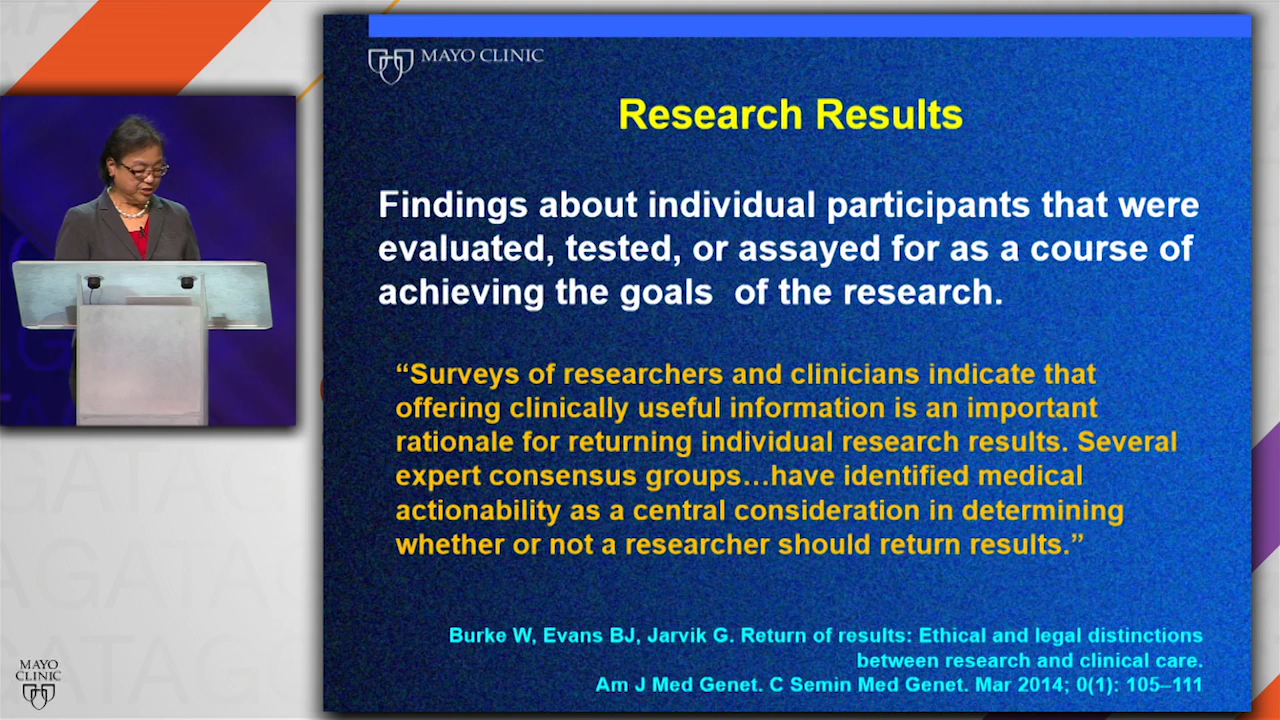 MAYO CLINIC
Research Results
Findings about individual participants that were
evaluated, tested, or assayed for as a course of
achieving the goals of the research.
“Surveys of researchers and clinicians indicate that
offering clinically useful information is an important
rationale for returning individual research results. Several
expert consensus groups…have identified medical
actionability as a central consideration in determining
whether or not a researcher should return results.”
Burke W, Evans BJ, Jarvik G. Return of results: Ethical and legal distinctions
between research and clinical care.
Am J Med Genet. C Semin Med Genet. Mar 2014; 0(1): 105–111
MAYO
CLINIC